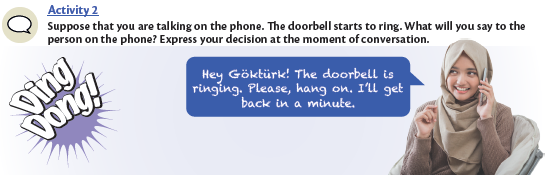 Activity 2
Suppose that you are talking on the phone. The doorbell starts to ring. What will you say to the
person on the phone? Express your decision at the moment of conversation.
Ding
Dong!
Hey Göktürk! The doorbell is
ringing. Please, hang on. I'll get
back in a minute.